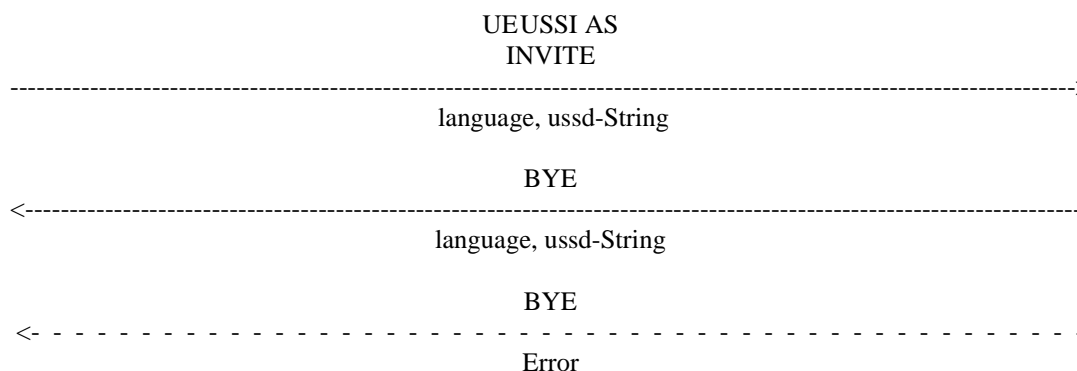 UEUSSI AS
INVITE
language, ussd-String
BYE
language, ussd-String
BYE
Error